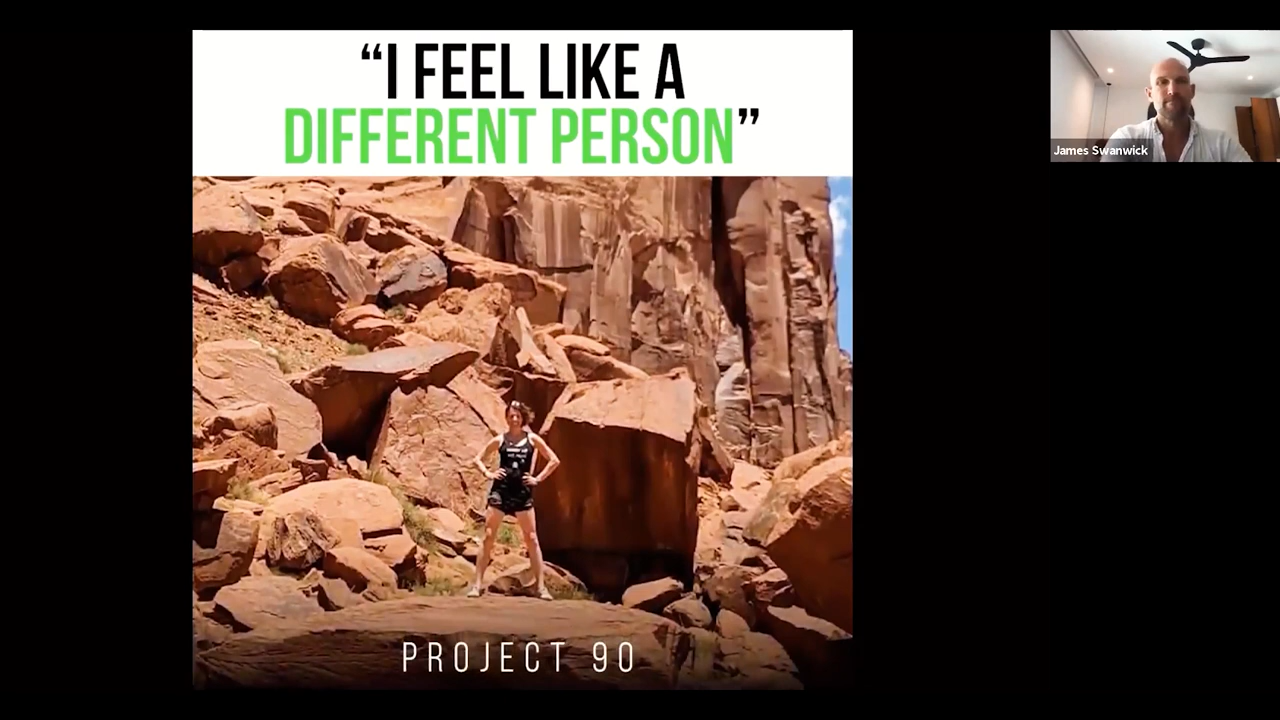 “I FEEL LIKE A
DIFFERENT PERSON”
James Swanwick
PROJECT 90